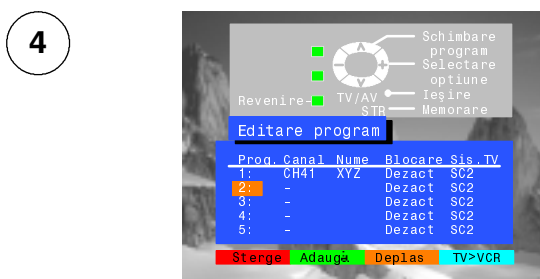 4
Schimbare
program
Selectare
optiune
Revenire TV/AV Ieşire
STR Memorare
Editare program
Prog. Canal Nume Blocare Sis.TV
1: CH41 XYZ Dezact SC2
2: – Dezact SC2
3: – Dezact SC2
4: – Dezact SC2
5: – Dezact SC2
Sterge Adauga Deplas TV>VCR